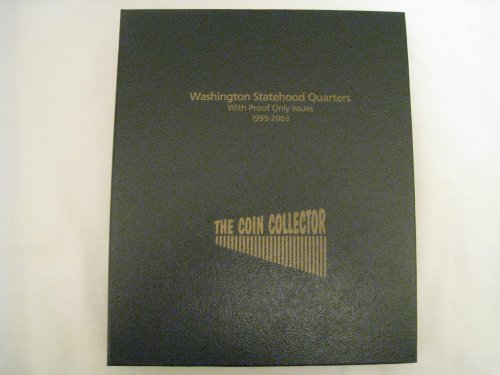 Washington Statehood Quarters
With Proof Only Issues
1999-2003
THE COIN COLLECTOR